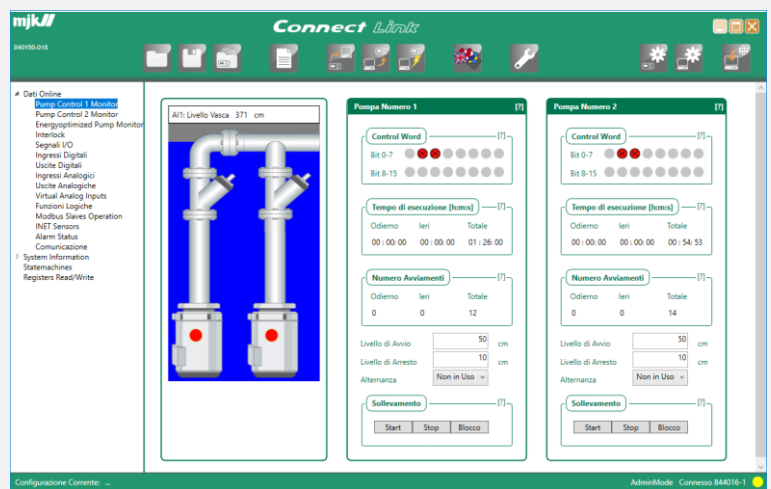 mjk
Connect Link
840150-018
Dati Online
Pump Control 1 Monitor
Pump Control 2 Monitor
Energyoptimized Pump Monitor
Interlock
Segnali I/O
Ingressi Digitali
Uscite Digitali
Ingressi Analogici
Uscite Analogiche
Virtual Analog Inputs
Funzioni Logiche
Modbus Slaves Operation
INET Sensors
Alarm Status
Comunicazione
System Information
Statemachines
Registers Read/Write
AI1: Livello Vasca 371 cm
Pompa Numero 1 [?]
Control Word [?]
Bit 0-7
Bit 8-15
Tempo di esecuzione [h:m:s] [?]
Odierno Ieri Totale
00 : 00: 00 00 : 00: 00 01 : 26: 00
Numero Avviamenti [?]
Odierno Ieri Totale
0 0 12
Livello di Avvio 50 cm
Livello di Arresto 10 cm
Alternanza Non in Uso
Sollevamento [?]
Start Stop Blocco
Pompa Numero 2 [?]
Control Word [?]
Bit 0-7
Bit 8-15
Tempo di esecuzione [h:m:s] [?]
Odierno Ieri Totale
00 : 00: 00 00 : 00: 00 00 : 54: 53
Numero Avviamenti [?]
Odierno Ieri Totale
0 0 14
Livello di Avvio 50 cm
Livello di Arresto 10 cm
Alternanza Non in Uso
Sollevamento [?]
Start Stop Blocco
Configurazione Corrente: ...
AdminMode Connesso 844016-1